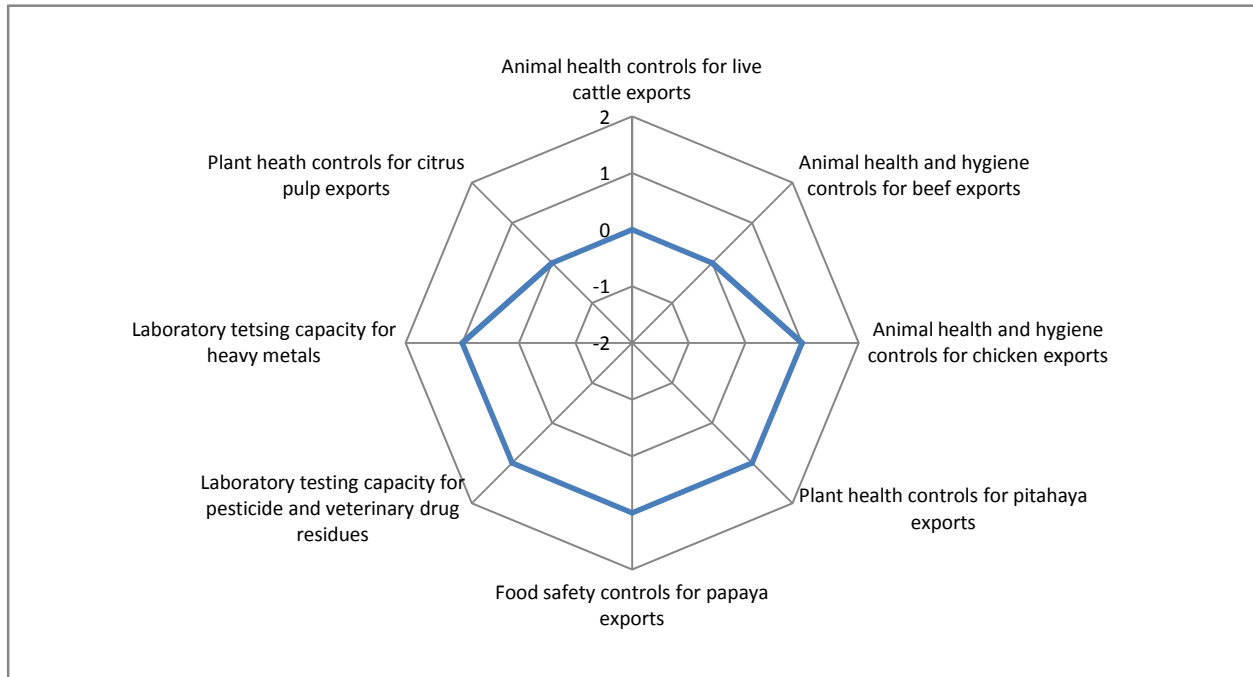 Animal health controls for live
cattle exports
2
1
0
-1
-2
Animal health and hygiene
controls for beef exports
Animal health and hygiene
controls for chicken exports
Plant health controls for pitahaya
exports
Food safety controls for papaya
exports
Laboratory testing capacity for
pesticide and veterinary drug
residues
Laboratory tetsing capacity for
heavy metals
Plant heath controls for citrus
pulp exports